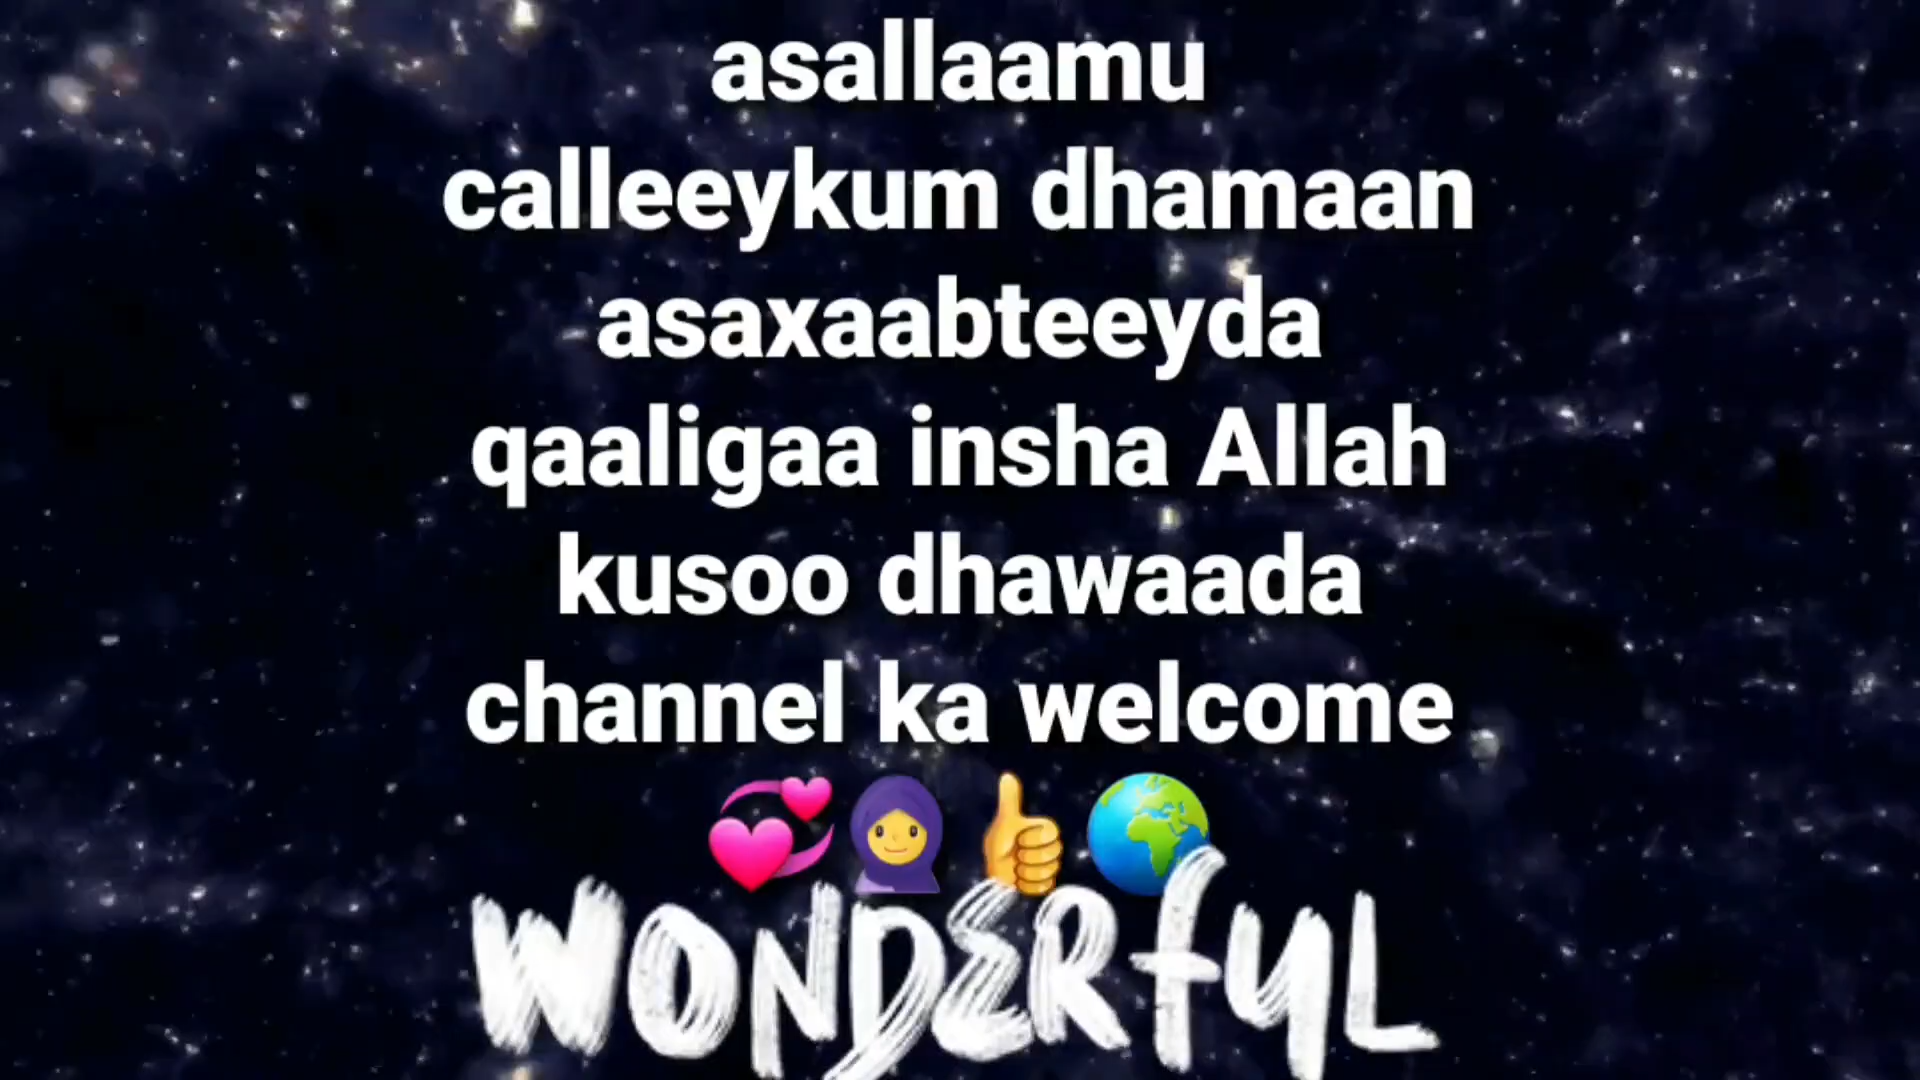 asallaamu
calleeykum dhamaan
asaxaabteeyda
qaaligaa insha Allah
kusoo dhawaada
channel ka welcome
💞🧕👍🌍
WONDERfUL